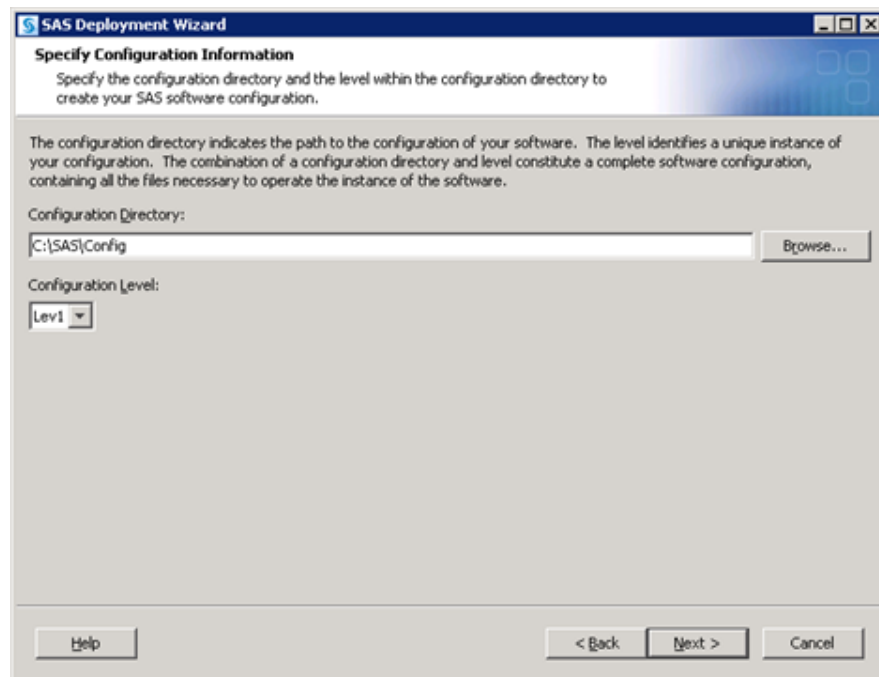 SAS Deployment Wizard
Specify Configuration Information
Specify the configuration directory and the level within the configuration directory to
create your SAS software configuration.
The configuration directory indicates the path to the configuration of your software. The level identifies a unique instance of
your configuration. The combination of a configuration directory and level constitute a complete software configuration,
containing all the files necessary to operate the instance of the software.
Configuration Directory:
C:\SAS\Config
Browse...
Configuration Level:
Lev1
Help
< Back
Next >
Cancel